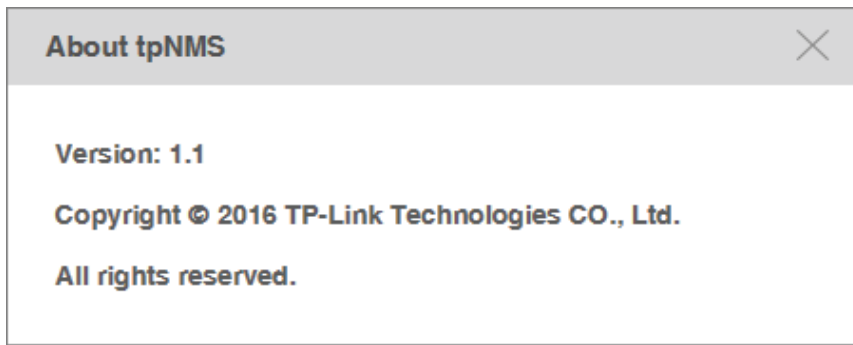 About tpNMS
Version: 1.1
Copyright © 2016 TP-Link Technologies CO., Ltd.
All rights reserved.